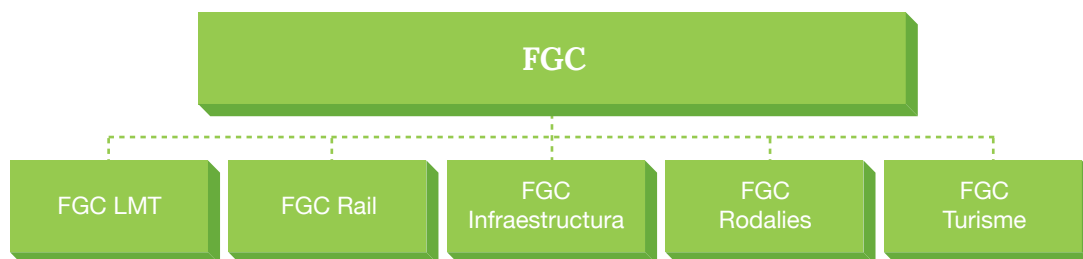 FGC
FGC LMT
FGC Rail
FGC
Infraestructura
FGC
Rodalies
FGC
Turisme